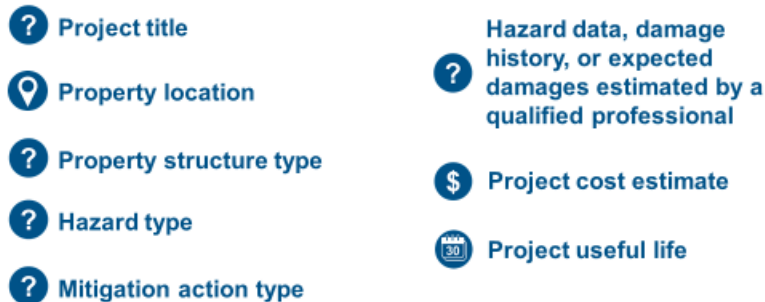 ? Project title
Property location
? Property structure type
? Hazard type
? Mitigation action type
? Hazard data, damage
history, or expected
damages estimated by a
qualified professional
$ Project cost estimate
30 Project useful life